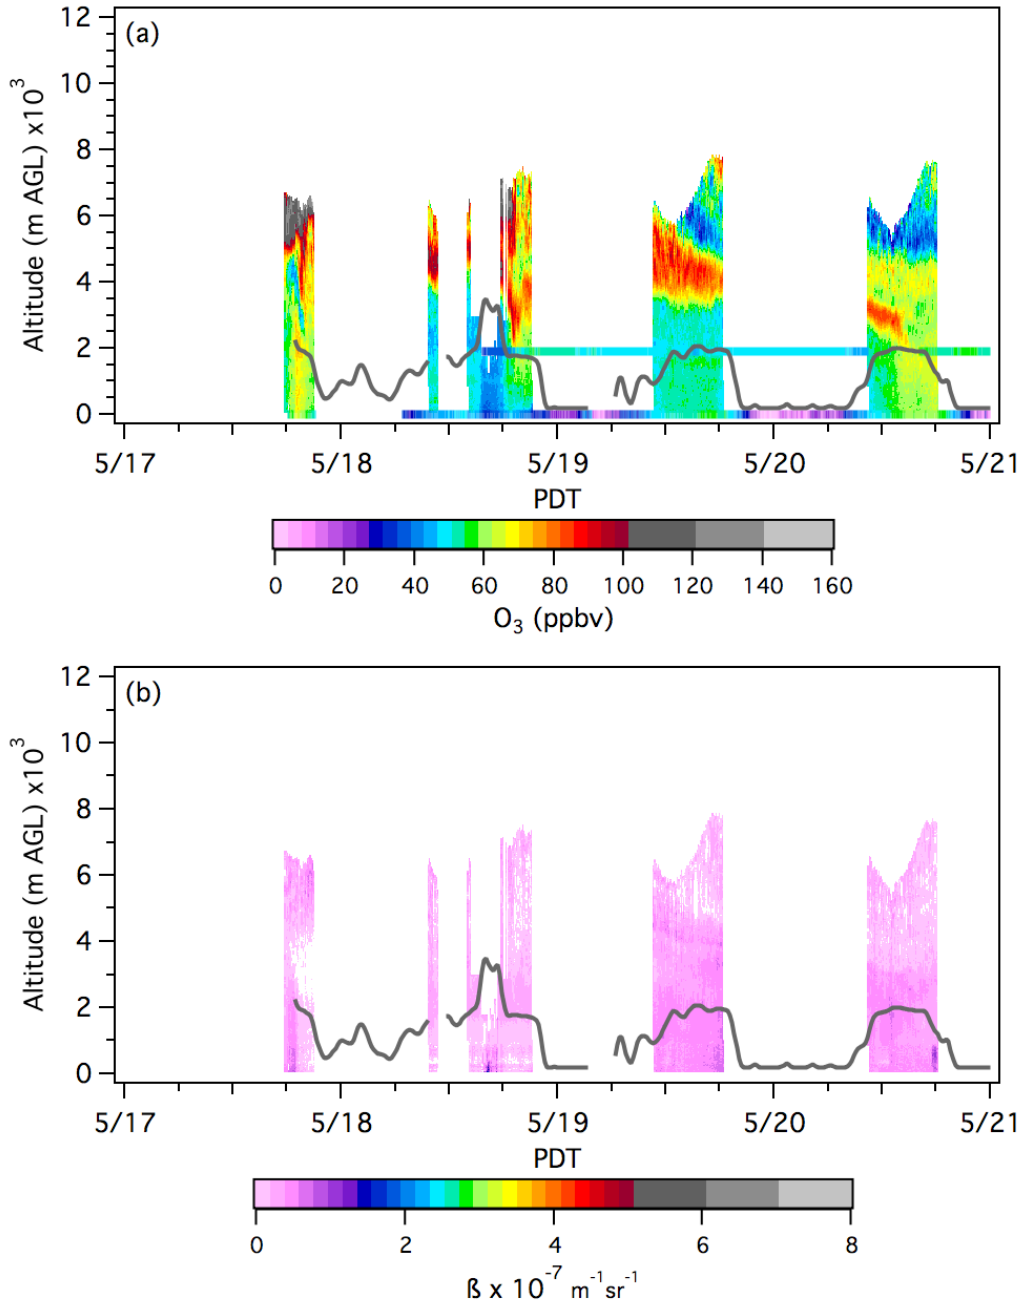 (a)
Altitude (m AGL) x10³
12
10
8
6
4
2
0
5/17 5/18 5/19 5/20 5/21
PDT
0 20 40 60 80 100 120 140 160
O₃ (ppbv)
(b)
Altitude (m AGL) x10³
12
10
8
6
4
2
0
5/17 5/18 5/19 5/20 5/21
PDT
0 2 4 6 8
ß x 10⁻⁷ m⁻¹sr⁻¹